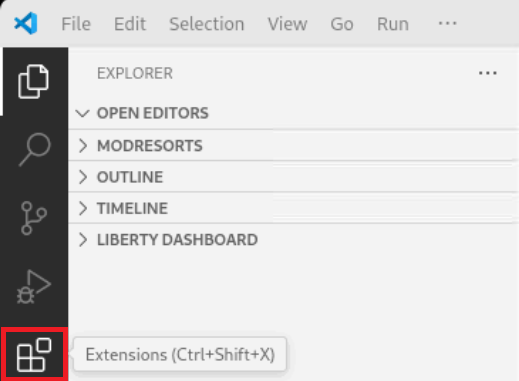 File Edit Selection View Go Run ...
EXPLORER ...
OPEN EDITORS
MODRESORTS
OUTLINE
TIMELINE
LIBERTY DASHBOARD
Extensions (Ctrl+Shift+X)